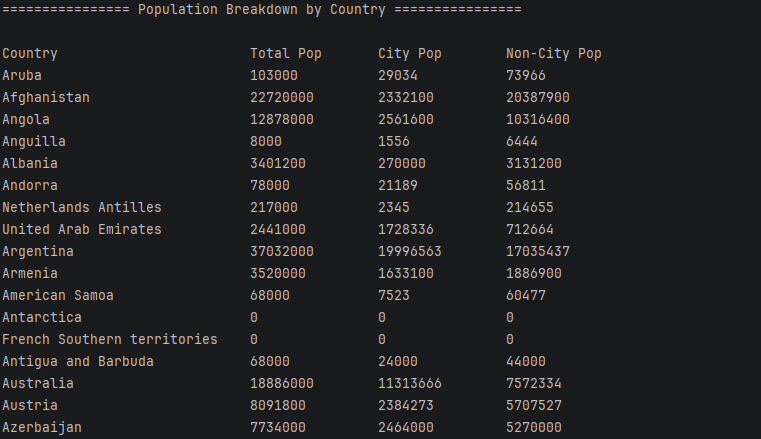 ================ Population Breakdown by Country ================
Country Total Pop City Pop Non-City Pop
Aruba 103000 29034 73966
Afghanistan 22720000 2332100 20387900
Angola 12878000 2561600 10316400
Anguilla 8000 1556 6444
Albania 3401200 270000 3131200
Andorra 78000 21189 56811
Netherlands Antilles 217000 2345 214655
United Arab Emirates 2441000 1728336 712664
Argentina 37032000 19996563 17035437
Armenia 3520000 1633100 1886900
American Samoa 68000 7523 60477
Antarctica 0 0 0
French Southern territories 0 0 0
Antigua and Barbuda 68000 24000 44000
Australia 18886000 11313666 7572334
Austria 8091800 2384273 5707527
Azerbaijan 7734000 2464000 5270000